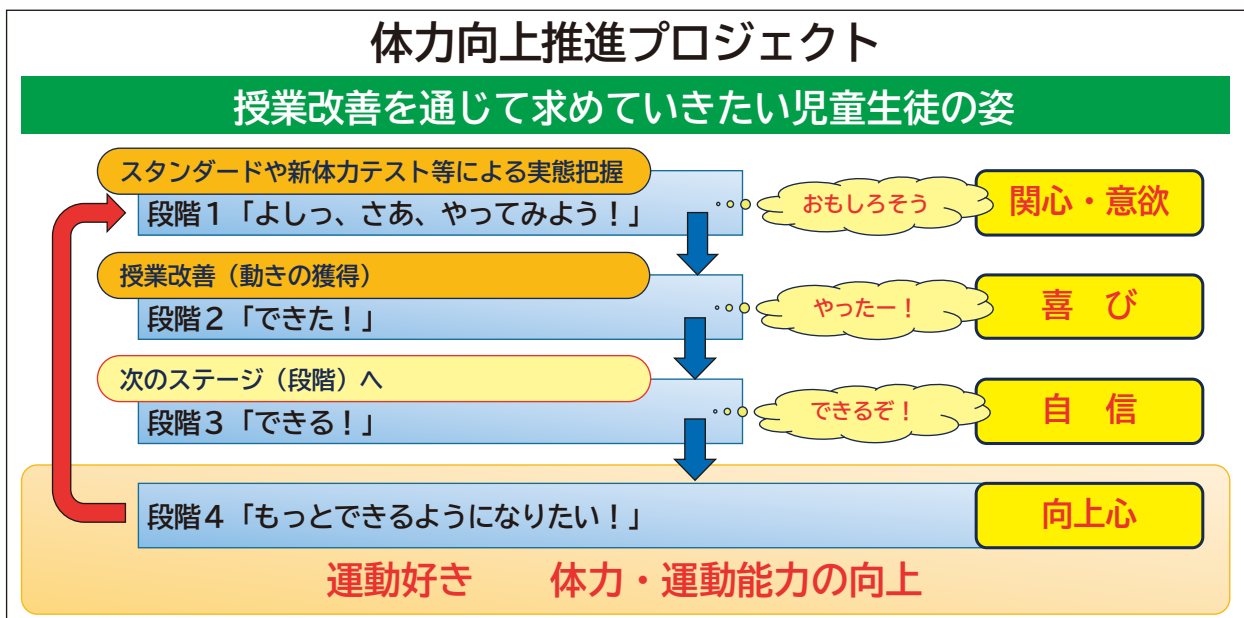 体力向上推進プロジェクト
授業改善を通じて求めていきたい児童生徒の姿
スタンダードや新体力テスト等による実態把握
段階1「よしっ、さあ、やってみよう！」
おもしろそう
関心・意欲
授業改善（動きの獲得）
段階2「できた！」
やったー！
喜　び
次のステージ（段階）へ
段階3「できる！」
できるぞ！
自　信
段階4「もっとできるようになりたい！」
向上心
運動好き　　体力・運動能力の向上